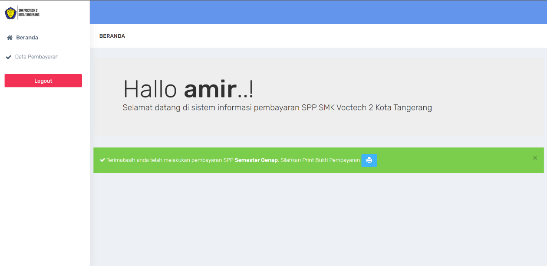 SMK VOCTECH 2
KOTA TANGERANG
Beranda
Data Pembayaran
Logout
BERANDA
Hallo amir..!
Selamat datang di sistem informasi pembayaran SPP SMK Voctech 2 Kota Tangerang
Terimakasih anda telah melakukan pembayaran SPP Semester Genap. Silahkan Print Bukti Pembayaran